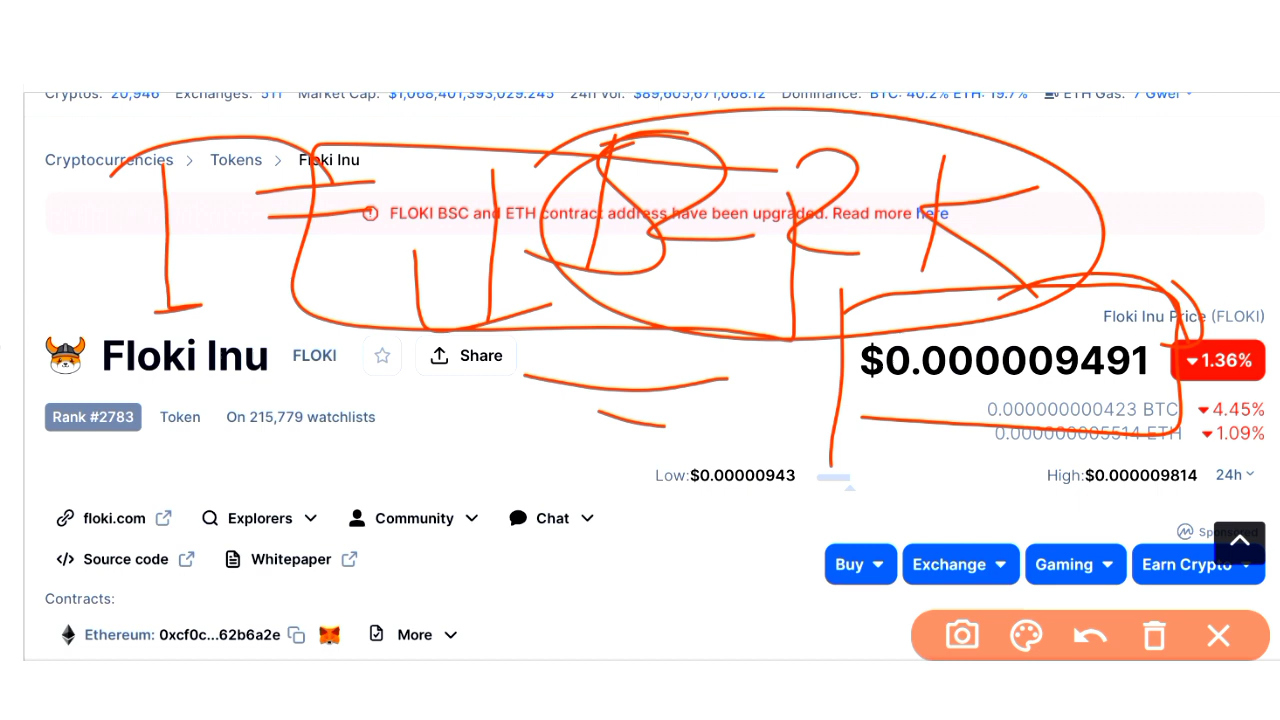 Cryptos: 20,946 Exchanges: 511 Market Cap: $1,068,401,393,029.245 24h Vol: $89,605,671,068.12 Dominance: BTC: 40.2% ETH: 19.7% ETH Gas: 7 Gwei
Cryptocurrencies > Tokens > Floki Inu
FLOKI BSC and ETH contract address have been upgraded. Read more here
Floki Inu Price (FLOKI)
Floki Inu FLOKI Share $0.000009491 1.36%
Rank #2783 Token On 215,779 watchlists 0.000000000423 BTC 4.45%
0.000000005514 ETH 1.09%
Low:$0.00000943 High:$0.000009814 24h
floki.com Explorers Community Chat
Sponsored
Source code Whitepaper Buy Exchange Gaming Earn Crypto
Contracts:
Ethereum: 0xcf0c...62b6a2e More